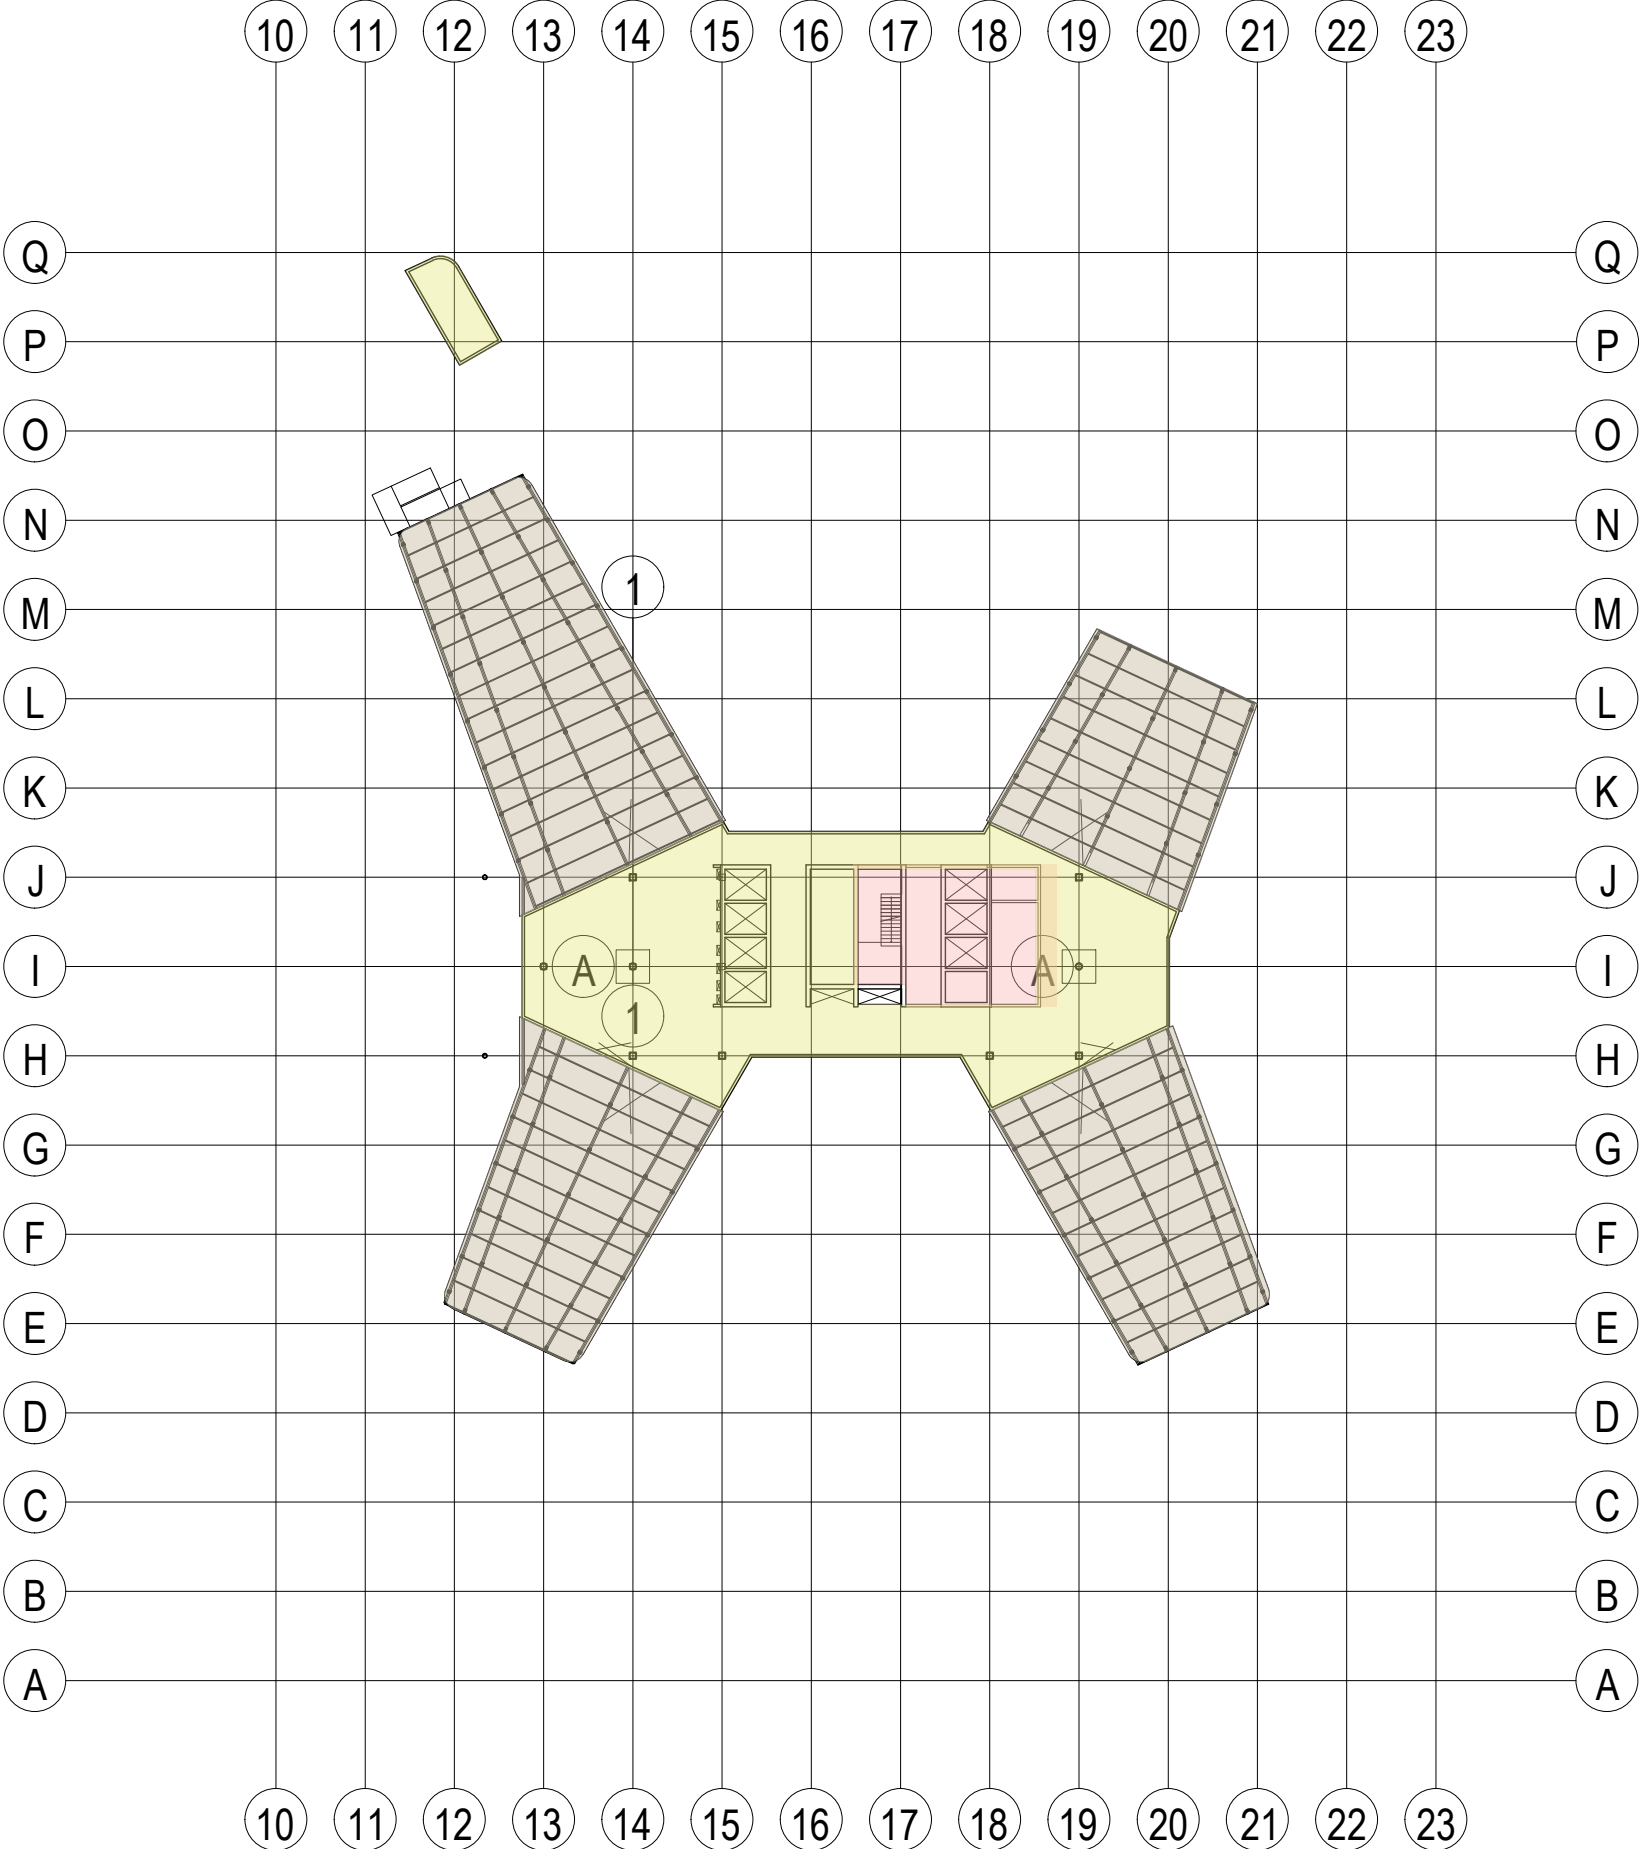 10 11 12 13 14 15 16 17 18 19 20 21 22 23
Q Q
P P
O O
N N
1
M M
L L
K K
J J
I A A I
1
H H
G G
F F
E E
D D
C C
B B
A A
10 11 12 13 14 15 16 17 18 19 20 21 22 23